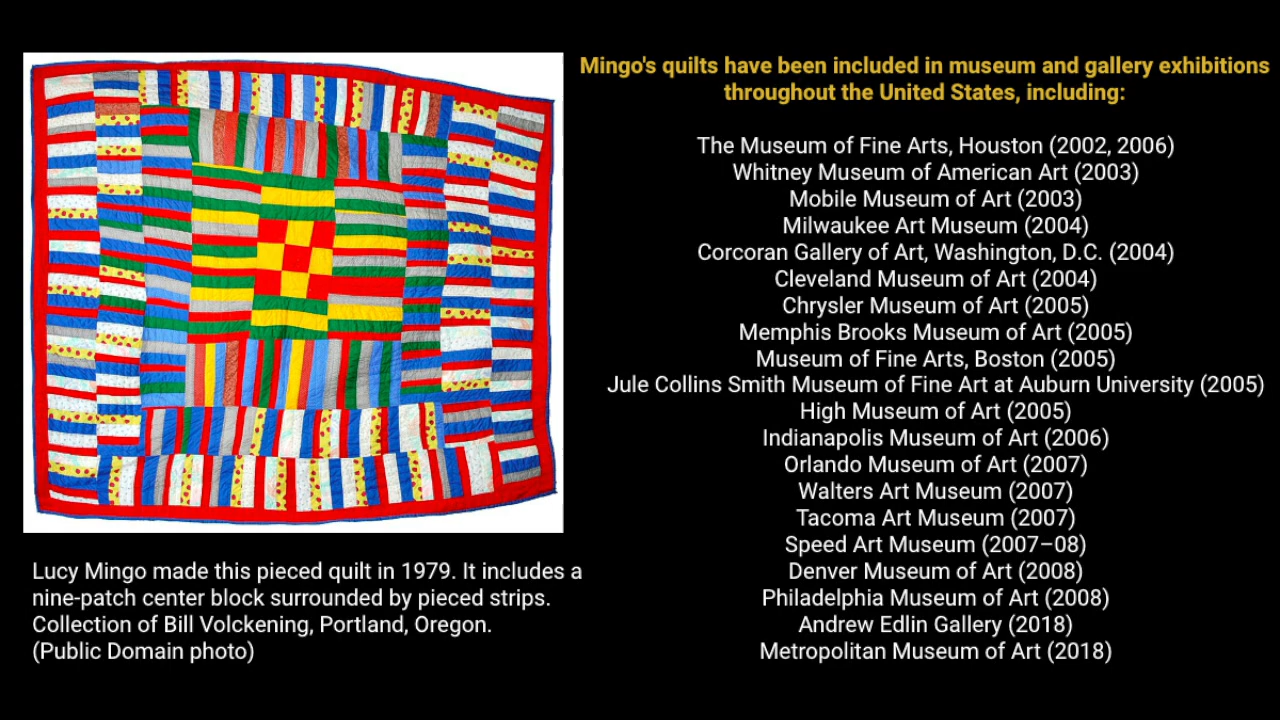 Mingo's quilts have been included in museum and gallery exhibitions
throughout the United States, including:
The Museum of Fine Arts, Houston (2002, 2006)
Whitney Museum of American Art (2003)
Mobile Museum of Art (2003)
Milwaukee Art Museum (2004)
Corcoran Gallery of Art, Washington, D.C. (2004)
Cleveland Museum of Art (2004)
Chrysler Museum of Art (2005)
Memphis Brooks Museum of Art (2005)
Museum of Fine Arts, Boston (2005)
Jule Collins Smith Museum of Fine Art at Auburn University (2005)
High Museum of Art (2005)
Indianapolis Museum of Art (2006)
Orlando Museum of Art (2007)
Walters Art Museum (2007)
Tacoma Art Museum (2007)
Speed Art Museum (2007–08)
Denver Museum of Art (2008)
Philadelphia Museum of Art (2008)
Andrew Edlin Gallery (2018)
Metropolitan Museum of Art (2018)
Lucy Mingo made this pieced quilt in 1979. It includes a
nine-patch center block surrounded by pieced strips.
Collection of Bill Volckening, Portland, Oregon.
(Public Domain photo)